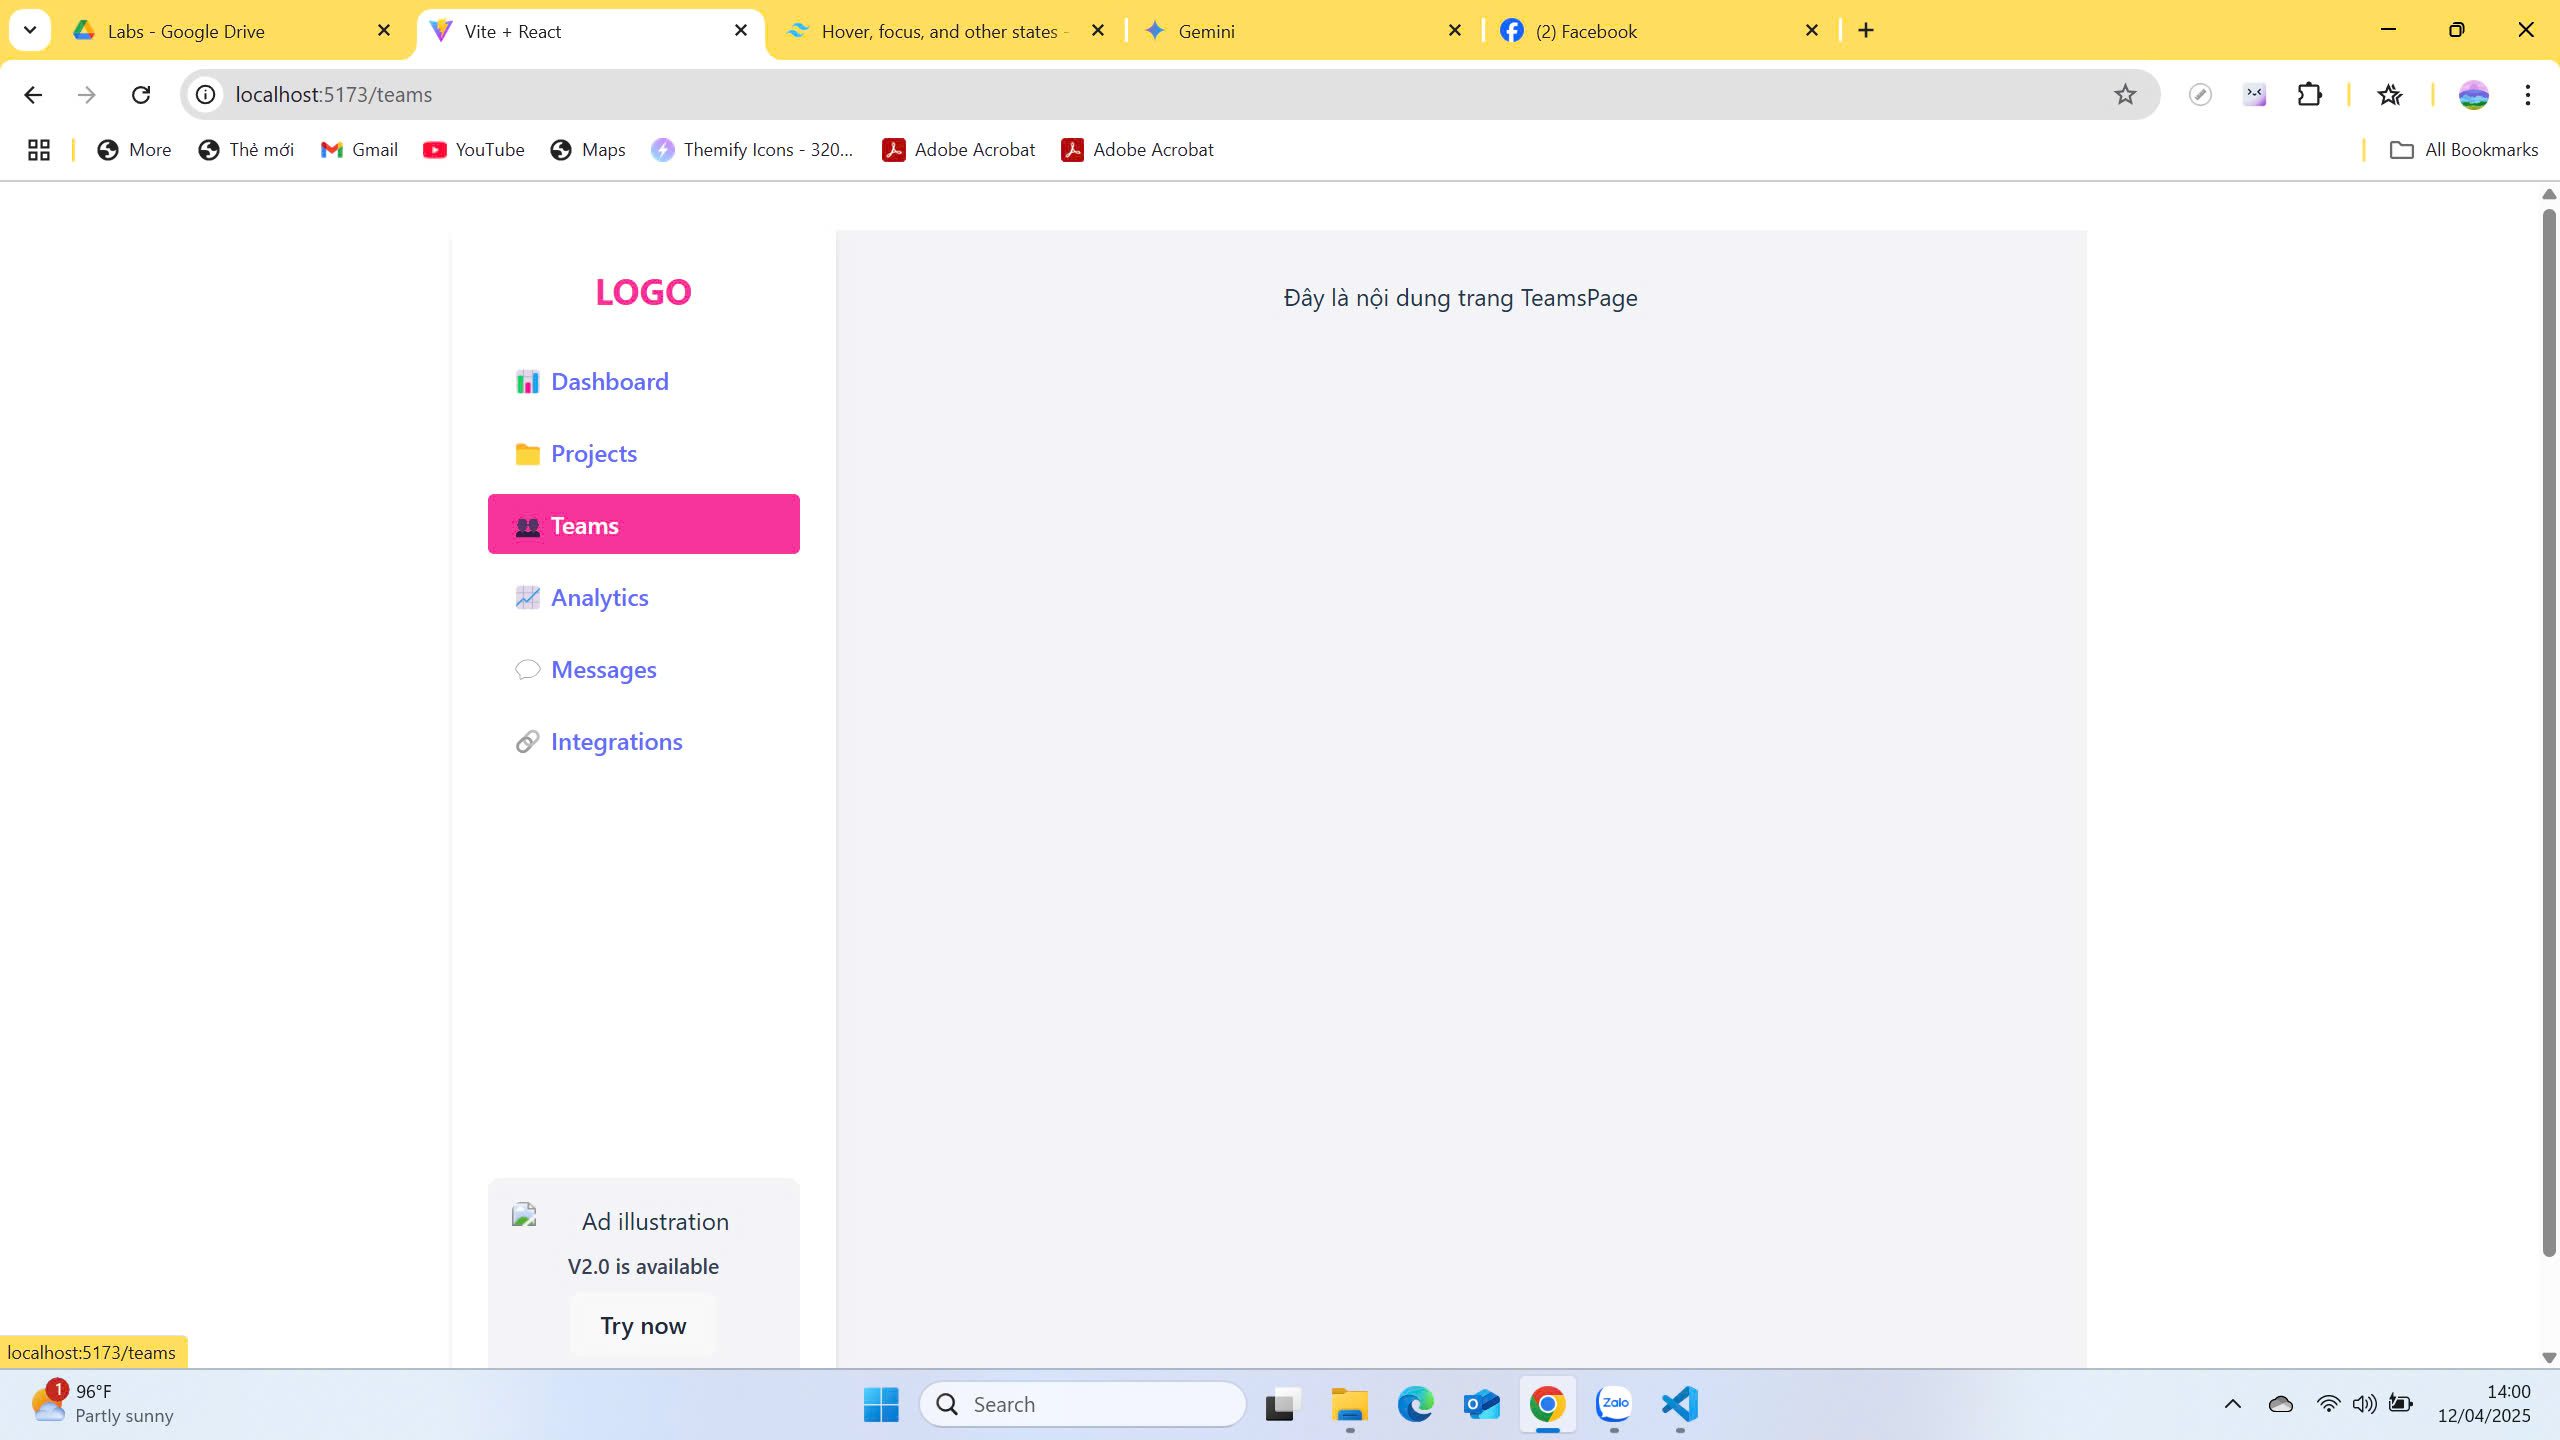 Labs - Google Drive
Vite + React
Hover, focus, and other states -
Gemini
(2) Facebook
localhost:5173/teams
More
Thẻ mới
Gmail
YouTube
Maps
Themify Icons - 320...
Adobe Acrobat
Adobe Acrobat
All Bookmarks
LOGO
Đây là nội dung trang TeamsPage
Dashboard
Projects
Teams
Analytics
Messages
Integrations
Ad illustration
V2.0 is available
Try now
localhost:5173/teams
1
96°F
Partly sunny
Search
Zalo
14:00
12/04/2025